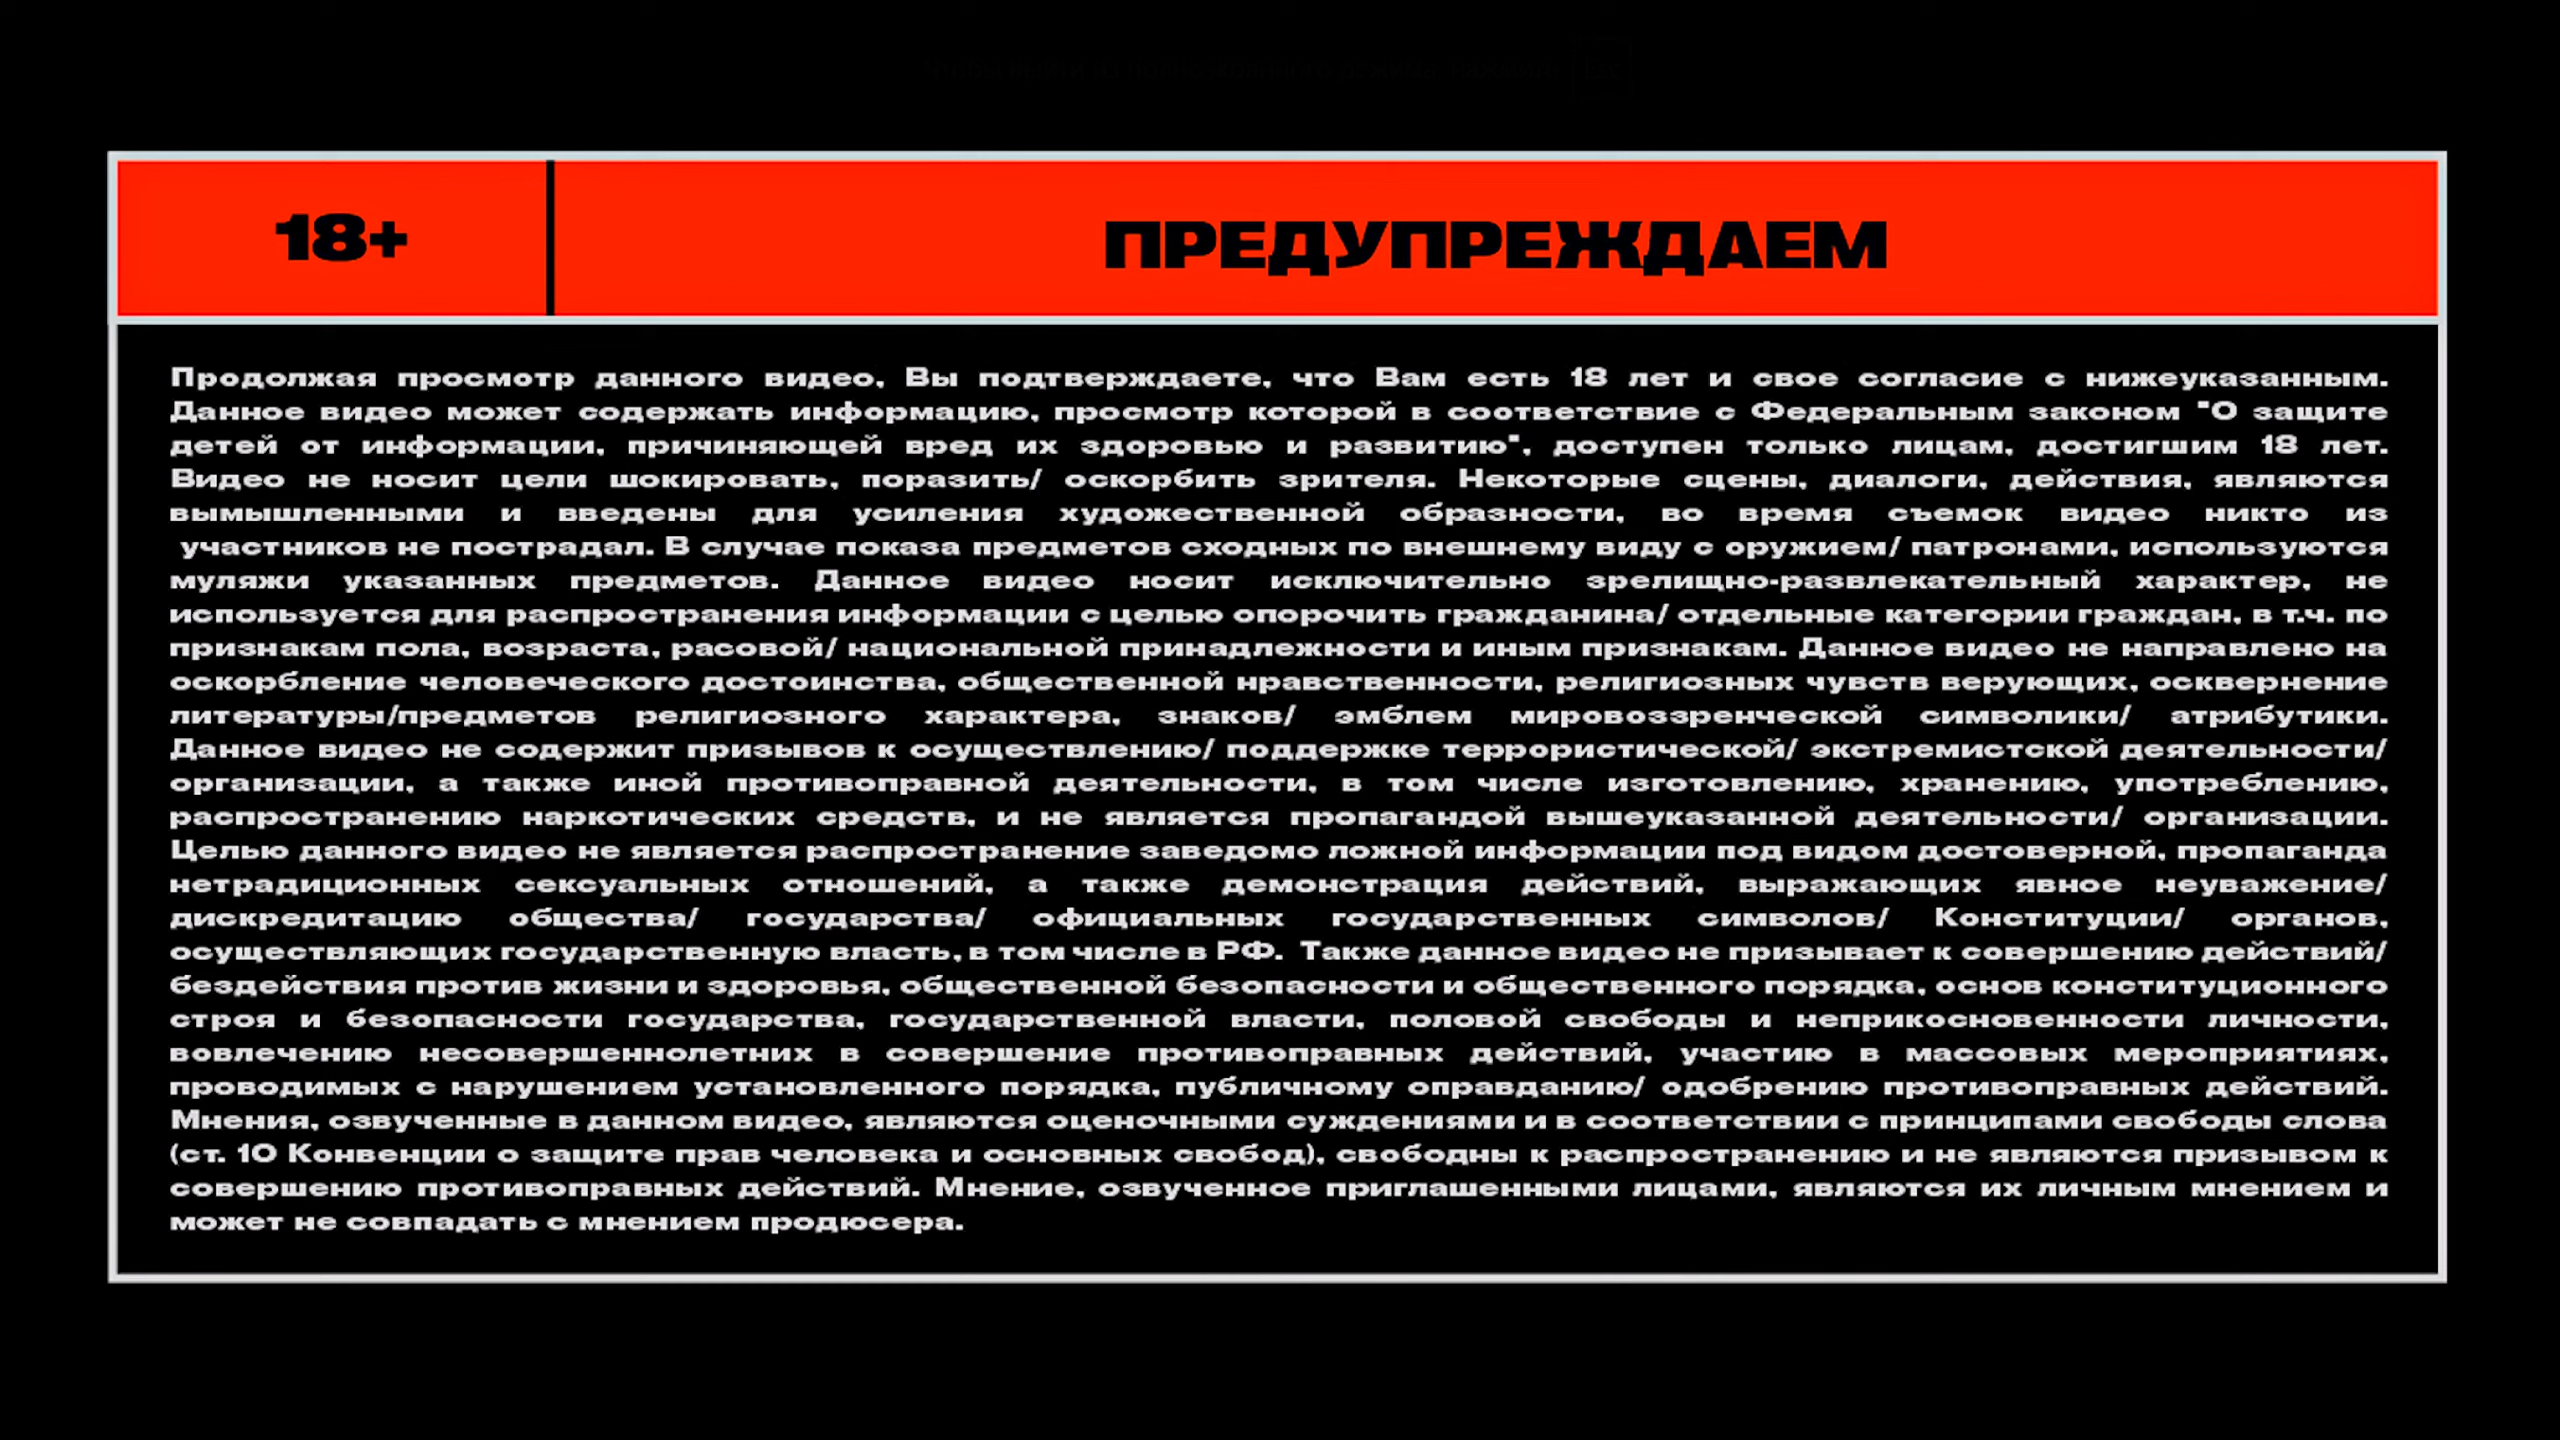 18+
ПРЕДУПРЕЖДАЕМ
Продолжая просмотр данного видео, Вы подтверждаете, что Вам есть 18 лет и свое согласие с нижеуказанным.
Данное видео может содержать информацию, просмотр которой в соответствие с Федеральным законом "О защите
детей от информации, причиняющей вред их здоровью и развитию", доступен только лицам, достигшим 18 лет.
Видео не носит цели шокировать, поразить/ оскорбить зрителя. Некоторые сцены, диалоги, действия, являются
вымышленными и введены для усиления художественной образности, во время съемок видео никто из
участников не пострадал. В случае показа предметов сходных по внешнему виду с оружием/ патронами, используются
муляжи указанных предметов. Данное видео носит исключительно зрелищно-развлекательный характер, не
используется для распространения информации с целью опорочить гражданина/ отдельные категории граждан, в т.ч. по
признакам пола, возраста, расовой/ национальной принадлежности и иным признакам. Данное видео не направлено на
оскорбление человеческого достоинства, общественной нравственности, религиозных чувств верующих, осквернение
литературы/предметов религиозного характера, знаков/ эмблем мировоззренческой символики/ атрибутики.
Данное видео не содержит призывов к осуществлению/ поддержке террористической/ экстремистской деятельности/
организации, а также иной противоправной деятельности, в том числе изготовлению, хранению, употреблению,
распространению наркотических средств, и не является пропагандой вышеуказанной деятельности/ организации.
Целью данного видео не является распространение заведомо ложной информации под видом достоверной, пропаганда
нетрадиционных сексуальных отношений, а также демонстрация действий, выражающих явное неуважение/
дискредитацию общества/ государства/ официальных государственных символов/ Конституции/ органов,
осуществляющих государственную власть, в том числе в РФ. Также данное видео не призывает к совершению действий/
бездействия против жизни и здоровья, общественной безопасности и общественного порядка, основ конституционного
строя и безопасности государства, государственной власти, половой свободы и неприкосновенности личности,
вовлечению несовершеннолетних в совершение противоправных действий, участию в массовых мероприятиях,
проводимых с нарушением установленного порядка, публичному оправданию/ одобрению противоправных действий.
Мнения, озвученные в данном видео, являются оценочными суждениями и в соответствии с принципами свободы слова
(ст. 10 Конвенции о защите прав человека и основных свобод), свободны к распространению и не являются призывом к
совершению противоправных действий. Мнение, озвученное приглашенными лицами, являются их личным мнением и
может не совпадать с мнением продюсера.